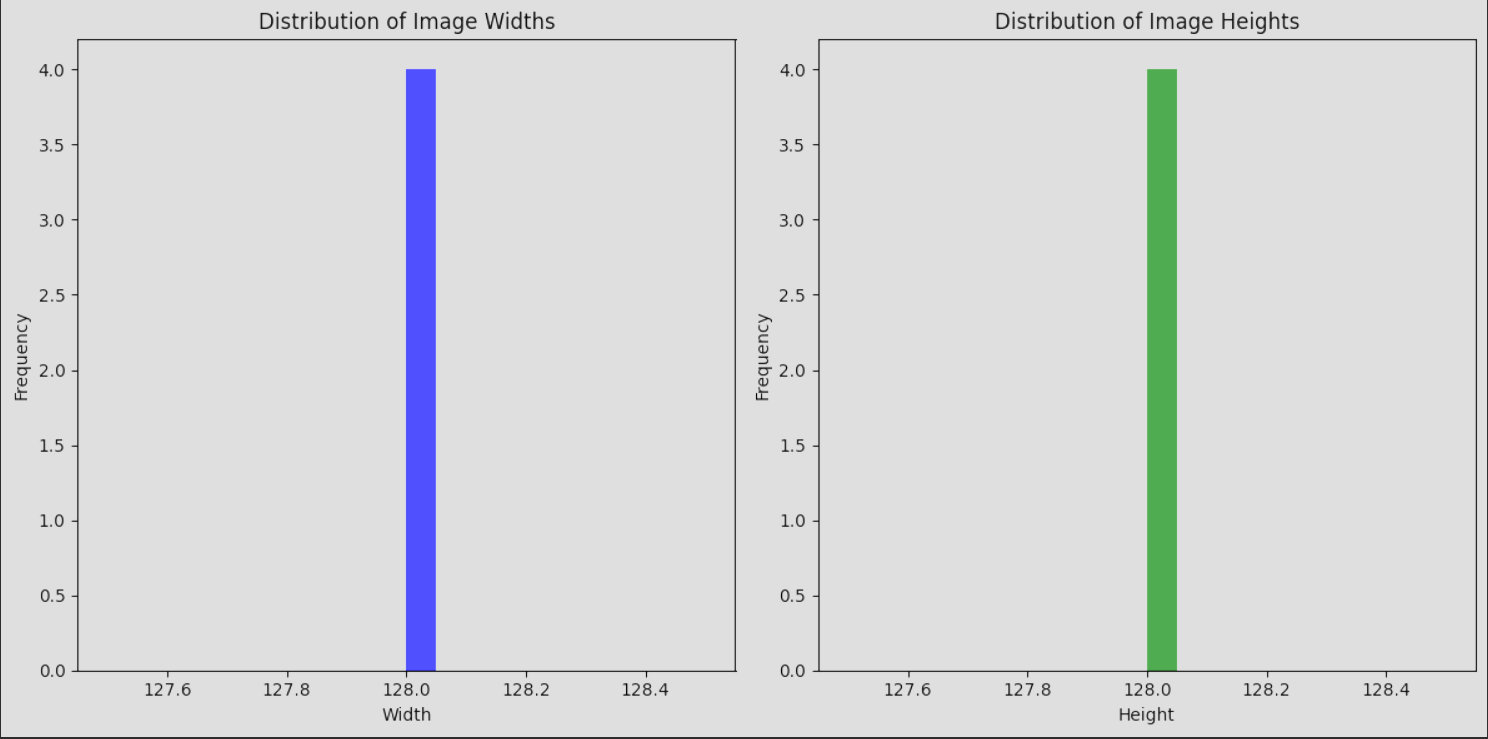 Distribution of Image Widths
4.0
3.5
3.0
2.5
2.0
1.5
1.0
0.5
0.0
Frequency
127.6 127.8 128.0 128.2 128.4
Width
Distribution of Image Heights
4.0
3.5
3.0
2.5
2.0
1.5
1.0
0.5
0.0
Frequency
127.6 127.8 128.0 128.2 128.4
Height